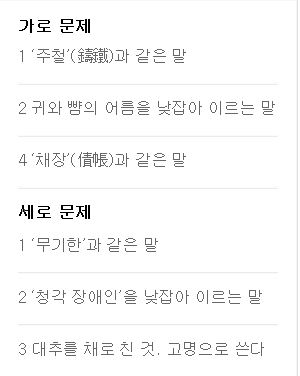 가로 문제
1 '주철'(鑄鐵)과 같은 말
2 귀와 뺨의 어름을 낮잡아 이르는 말
4 '채장'(債帳)과 같은 말
세로 문제
1 '무기한'과 같은 말
2 '청각 장애인'을 낮잡아 이르는 말
3 대추를 채로 친 것. 고명으로 쓴다